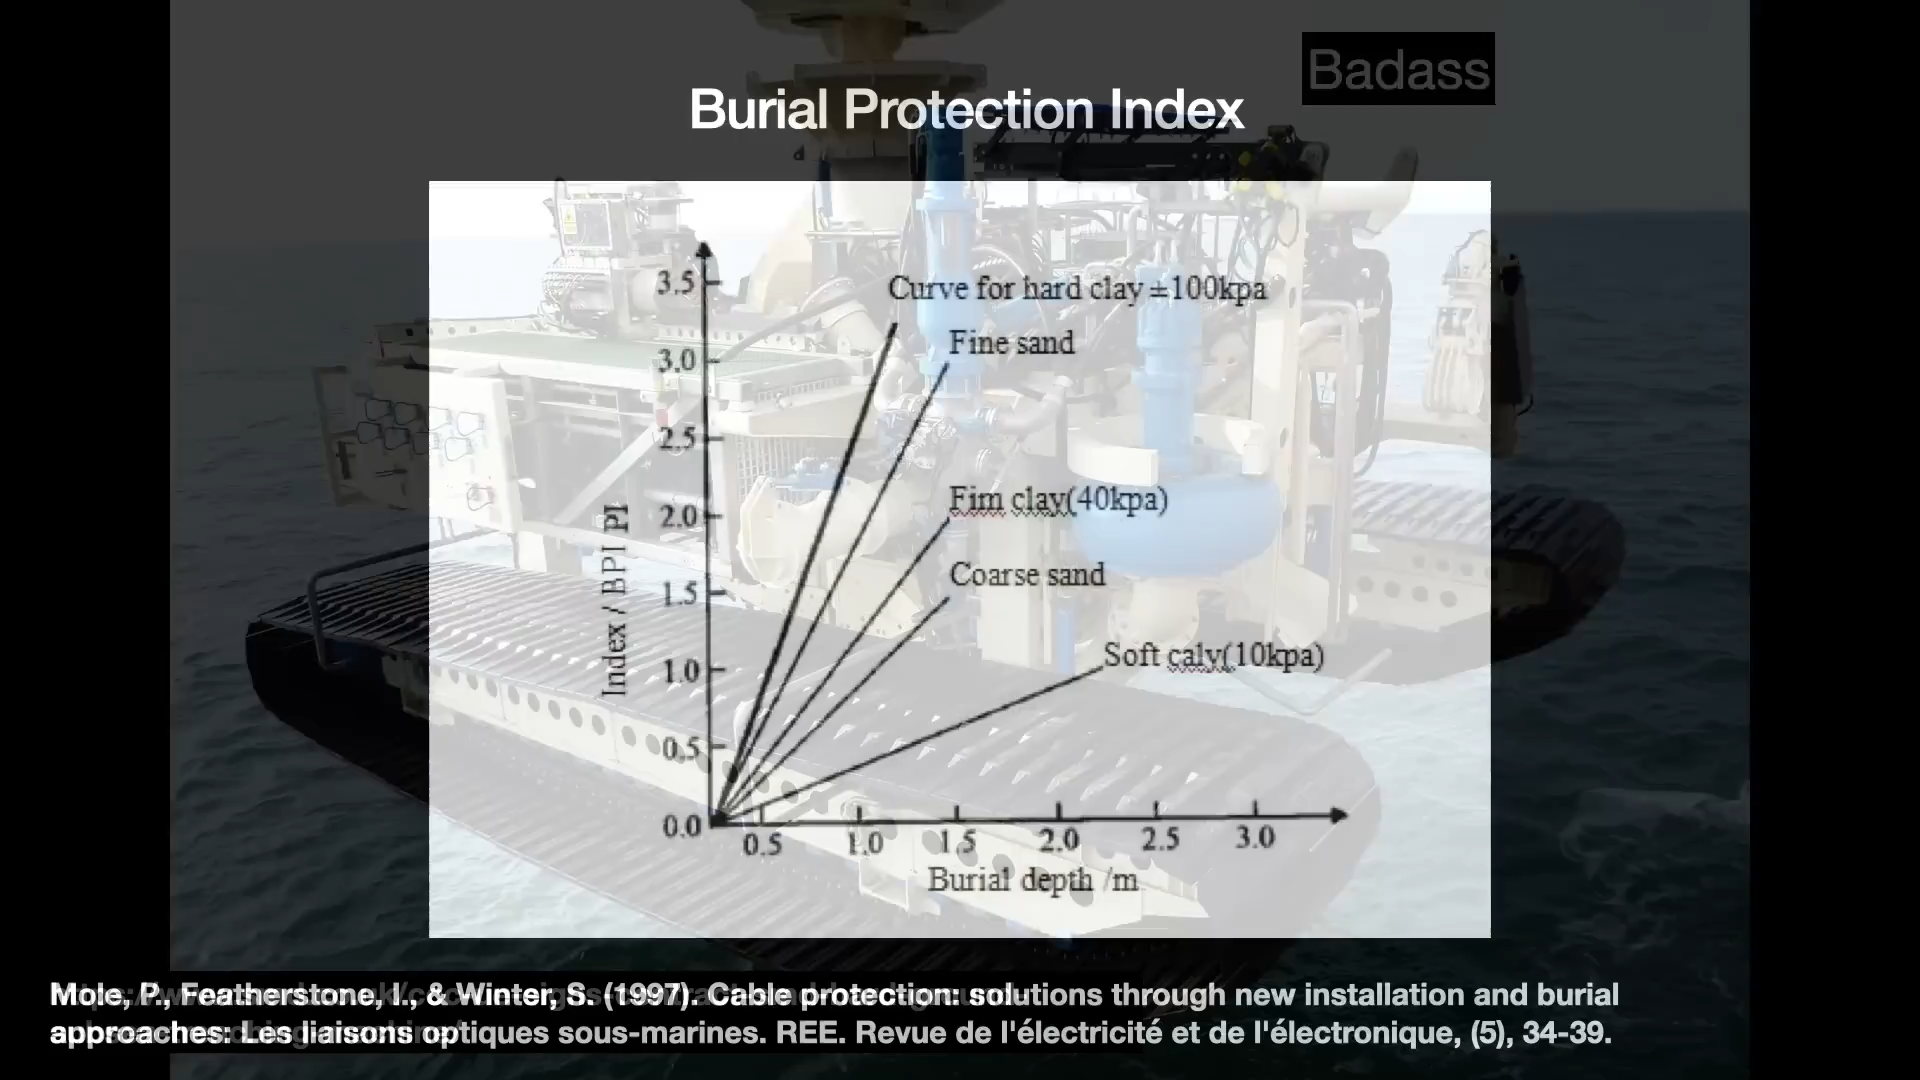 Badass
Burial Protection Index
3.5
Curve for hard clay ±100kpa
Fine sand
3.0
2.5
Fim clay(40kpa)
2.0
Index / BPI PI
Coarse sand
1.5
Soft caly(10kpa)
1.0
0.5
0.0
0.5 1.0 1.5 2.0 2.5 3.0
Burial depth /m
Mole, P., Featherstone, I., & Winter, S. (1997). Cable protection: solutions through new installation and burial
approaches: Les liaisons optiques sous-marines. REE. Revue de l'électricité et de l'électronique, (5), 34-39.